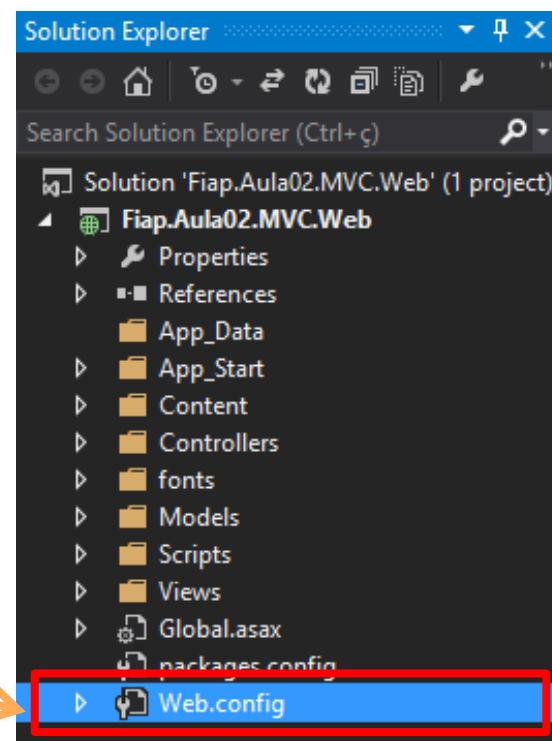 Solution Explorer
Search Solution Explorer (Ctrl+ç)
Solution 'Fiap.Aula02.MVC.Web' (1 project)
Fiap.Aula02.MVC.Web
Properties
References
App_Data
App_Start
Content
Controllers
fonts
Models
Scripts
Views
Global.asax
packages.config
Web.config